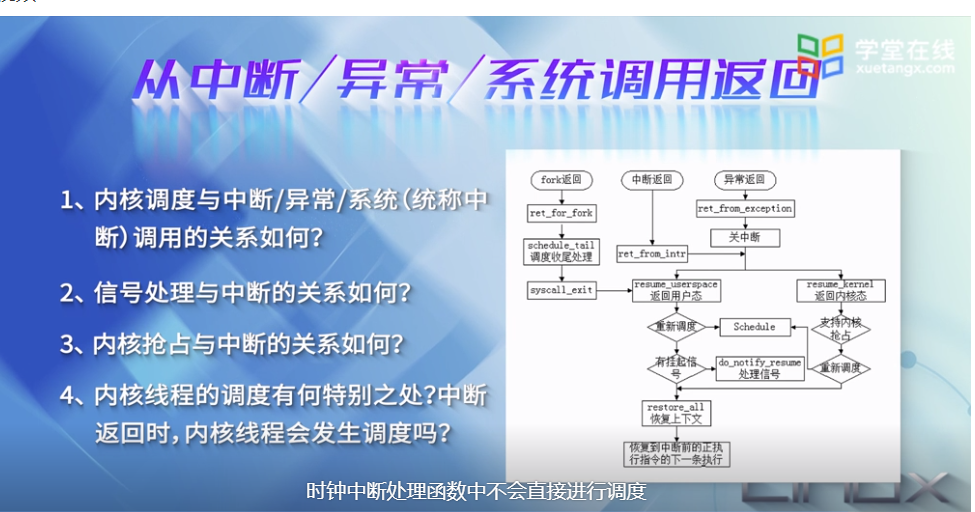 从中断/异常/系统调用返回
学堂在线
xuetangx.com
1、内核调度与中断/异常/系统(统称中
断)调用的关系如何?
2、信号处理与中断的关系如何?
3、内核抢占与中断的关系如何?
4、内核线程的调度有何特别之处?中断
返回时,内核线程会发生调度吗?
fork返回
中断返回
异常返回
ret_for_fork
ret_from_exception
关中断
schedule_tail
调度收尾处理
ret_from_intr
syscall_exit
resume_userspace
返回用户态
resume_kernel
返回内核态
重新调度
Schedule
支持内核
抢占
有挂起信
号
do_notify_resume
处理信号
重新调度
restore_all
恢复上下文
恢复到中断前的正执
行指令的下一条执行
时钟中断处理函数中不会直接进行调度